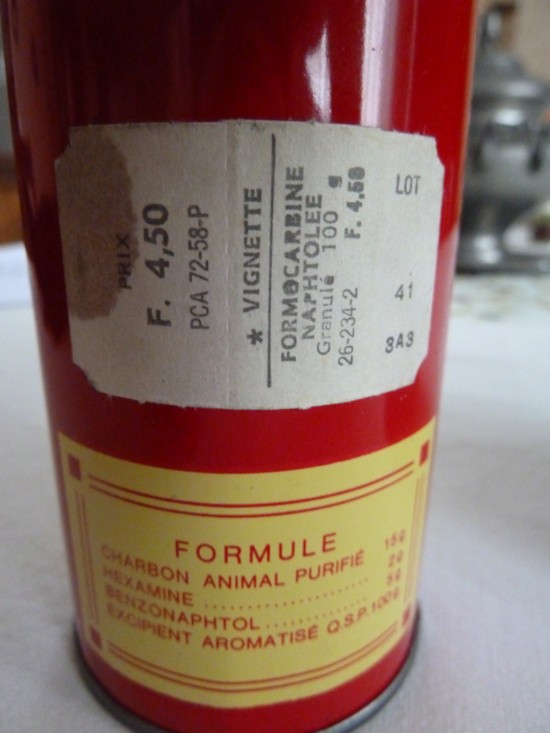 PRIX
F. 4,50
PCA 72-58-P
* VIGNETTE
FORMOCARBINE
NAPHTOLEE
Granulé 100 g
26-234-2 F. 4,50
LOT
41
3A3
FORMULE
CHARBON ANIMAL PURIFIÉ 15g
HEXAMINE .................... 2g
BENZONAPHTOL ............. 5g
EXCIPIENT AROMATISÉ Q.S.P. 100g